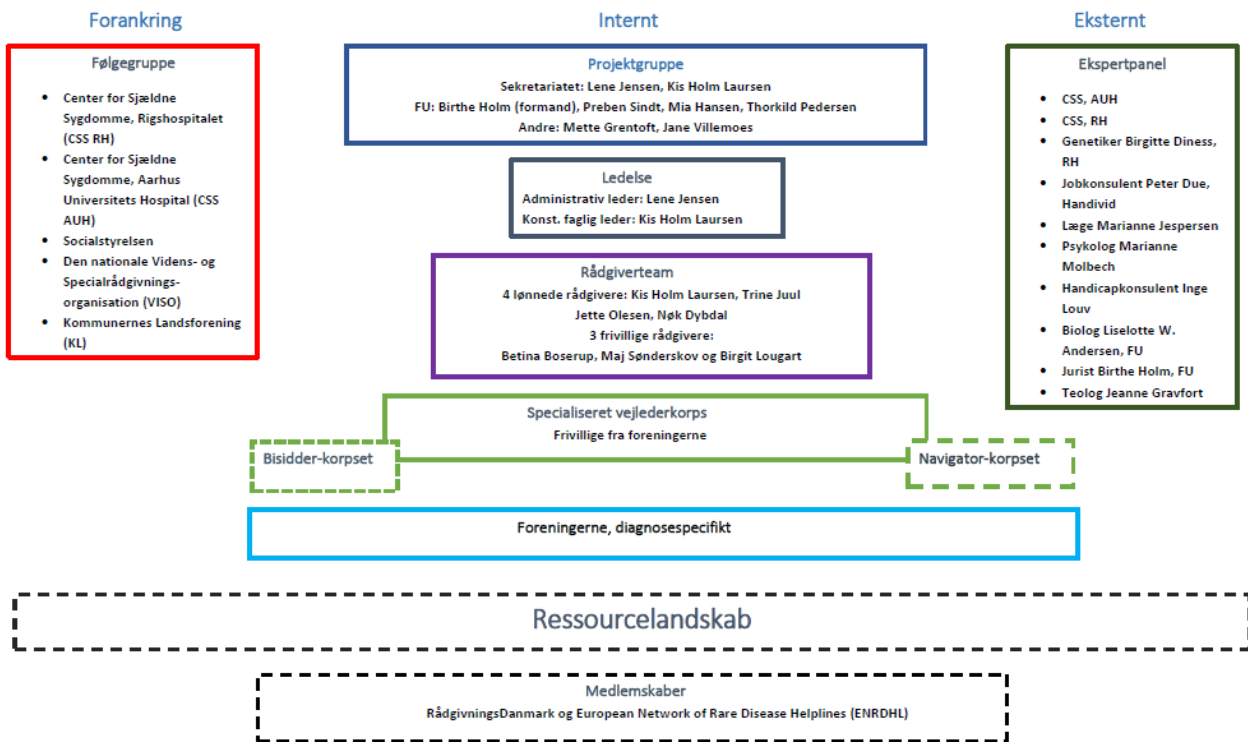 Forankring
Følgegruppe
Center for Sjældne
Sygdomme, Rigshospitalet
(CSS RH)
Center for Sjældne
Sygdomme, Aarhus
Universitets Hospital (CSS
AUH)
Socialstyrelsen
Den nationale Videns- og
Specialrådgivnings-
organisation (VISO)
Kommunernes Landsforening
(KL)
Internt
Projektgruppe
Sekretariatet: Lene Jensen, Kis Holm Laursen
FU: Birthe Holm (formand), Preben Sindt, Mia Hansen, Thorkild Pedersen
Andre: Mette Grentoft, Jane Villemoes
Ledelse
Administrativ leder: Lene Jensen
Konst. faglig leder: Kis Holm Laursen
Rådgiverteam
4 lønnede rådgivere: Kis Holm Laursen, Trine Juul
Jette Olesen, Nøk Dybdal
3 frivillige rådgivere:
Betina Boserup, Maj Sønderskov og Birgit Lougart
Specialiseret vejlederkorps
Frivillige fra foreningerne
Bisidder-korpset
Navigator-korpset
Foreningerne, diagnosespecifikt
Eksternt
Ekspertpanel
CSS, AUH
CSS, RH
Genetiker Birgitte Diness,
RH
Jobkonsulent Peter Due,
Handivid
Læge Marianne Jespersen
Psykolog Marianne
Molbech
Handicapkonsulent Inge
Louv
Biolog Liselotte W.
Andersen, FU
Jurist Birthe Holm, FU
Teolog Jeanne Gravfort
Ressourcelandskab
Medlemskaber
RådgivningsDanmark og European Network of Rare Disease Helplines (ENRDHL)